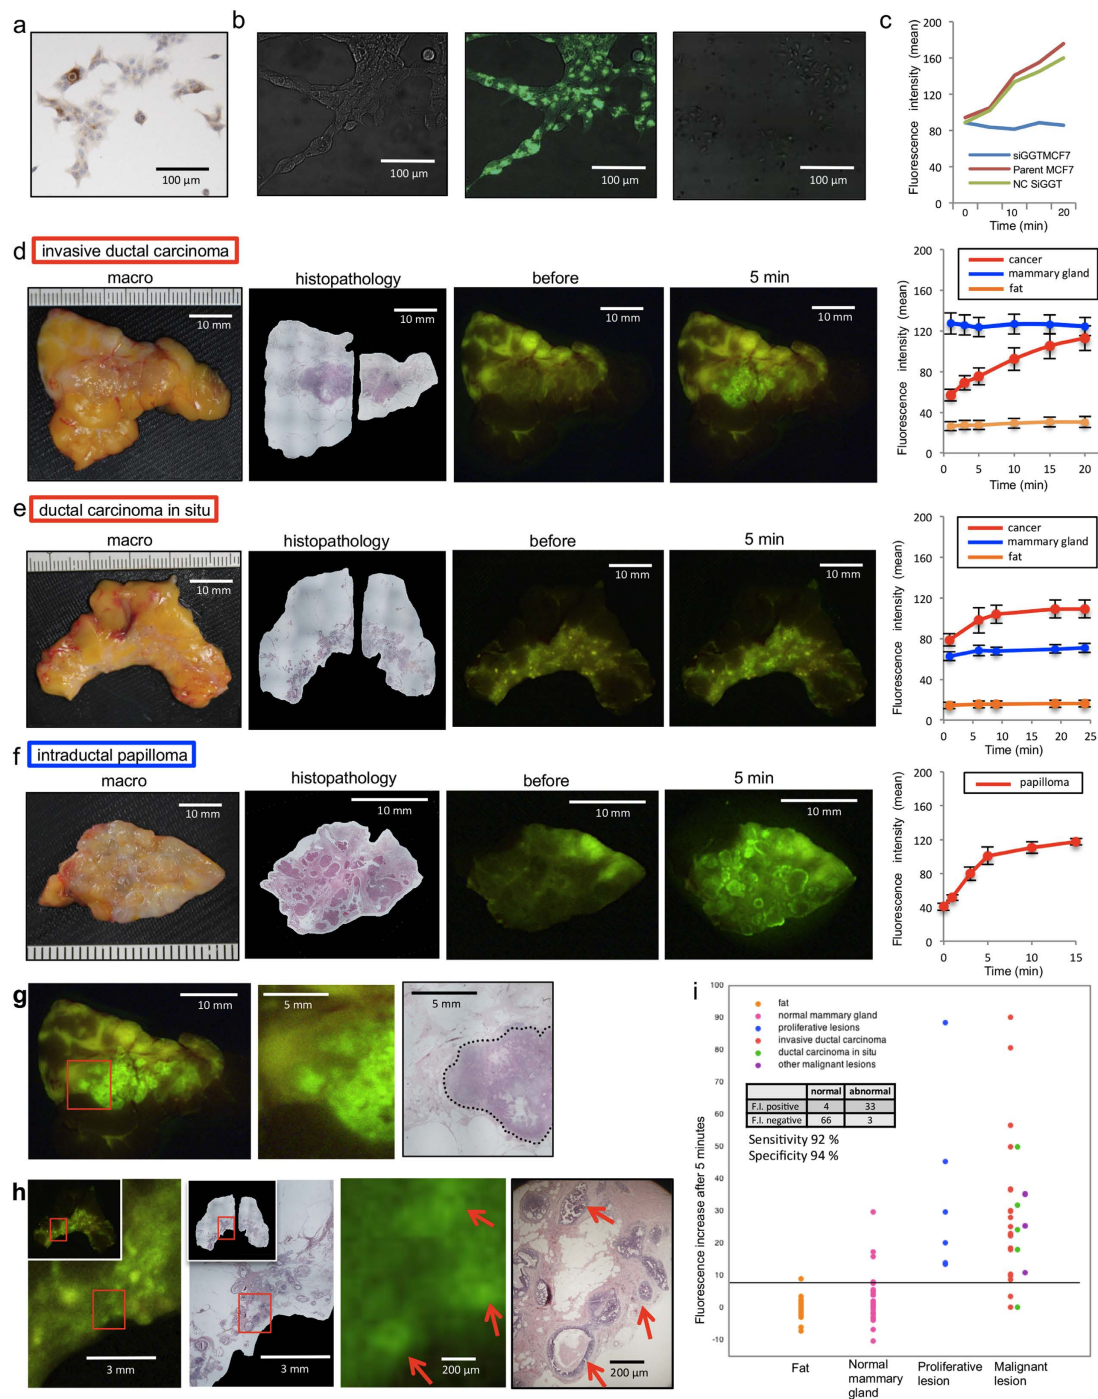 a
100 μm
b
100 μm
100 μm
100 μm
c
Fluorescence intensity (mean)
200
160
120
80
40
0
siGGTMCF7
Parent MCF7
NC SiGGT
0 10 20
Time (min)
d invasive ductal carcinoma
macro
histopathology
before
5 min
10 mm
10 mm
10 mm
10 mm
Fluorescence intensity (mean)
200
160
120
80
40
0
cancer
mammary gland
fat
0 5 10 15 20
Time (min)
e ductal carcinoma in situ
macro
histopathology
before
5 min
10 mm
10 mm
10 mm
10 mm
Fluorescence intensity (mean)
200
160
120
80
40
0
cancer
mammary gland
fat
0 5 10 15 20 25
Time (min)
f intraductal papilloma
macro
histopathology
before
5 min
10 mm
10 mm
10 mm
10 mm
Fluorescence intensity (mean)
200
160
120
80
40
0
papilloma
0 5 10 15
Time (min)
g
10 mm
5 mm
5 mm
h
3 mm
3 mm
200 μm
200 μm
i
Fluorescence increase after 5 minutes
100
90
80
70
60
50
40
30
20
10
0
-10
fat
normal mammary gland
proliferative lesions
invasive ductal carcinoma
ductal carcinoma in situ
other malignant lesions
normal abnormal
F.I. positive 4 33
F.I. negative 66 3
Sensitivity 92 %
Specificity 94 %
Fat
Normal
mammary
gland
Proliferative
lesion
Malignant
lesion